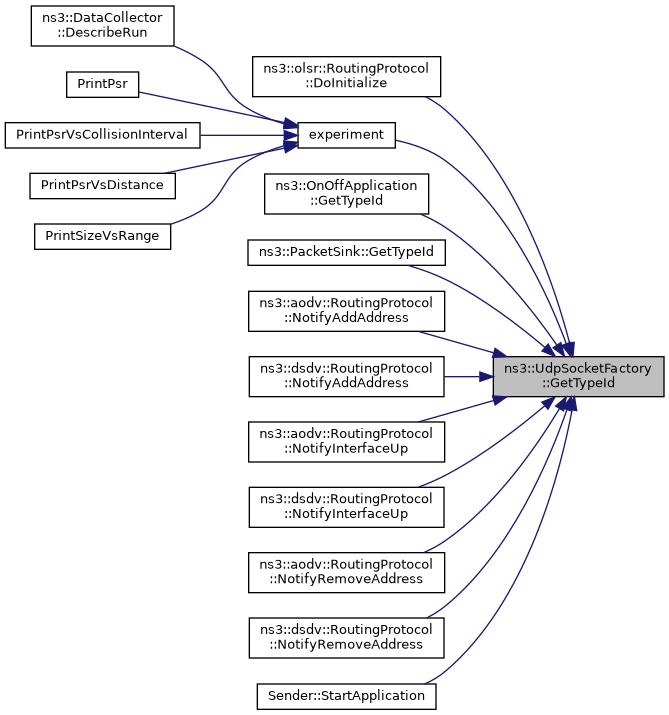 ns3::DataCollector
::DescribeRun
PrintPsr
PrintPsrVsCollisionInterval
PrintPsrVsDistance
PrintSizeVsRange
experiment
ns3::olsr::RoutingProtocol
::DoInitialize
ns3::OnOffApplication
::GetTypeId
ns3::PacketSink::GetTypeId
ns3::aodv::RoutingProtocol
::NotifyAddAddress
ns3::dsdv::RoutingProtocol
::NotifyAddAddress
ns3::aodv::RoutingProtocol
::NotifyInterfaceUp
ns3::dsdv::RoutingProtocol
::NotifyInterfaceUp
ns3::aodv::RoutingProtocol
::NotifyRemoveAddress
ns3::dsdv::RoutingProtocol
::NotifyRemoveAddress
Sender::StartApplication
ns3::UdpSocketFactory
::GetTypeId